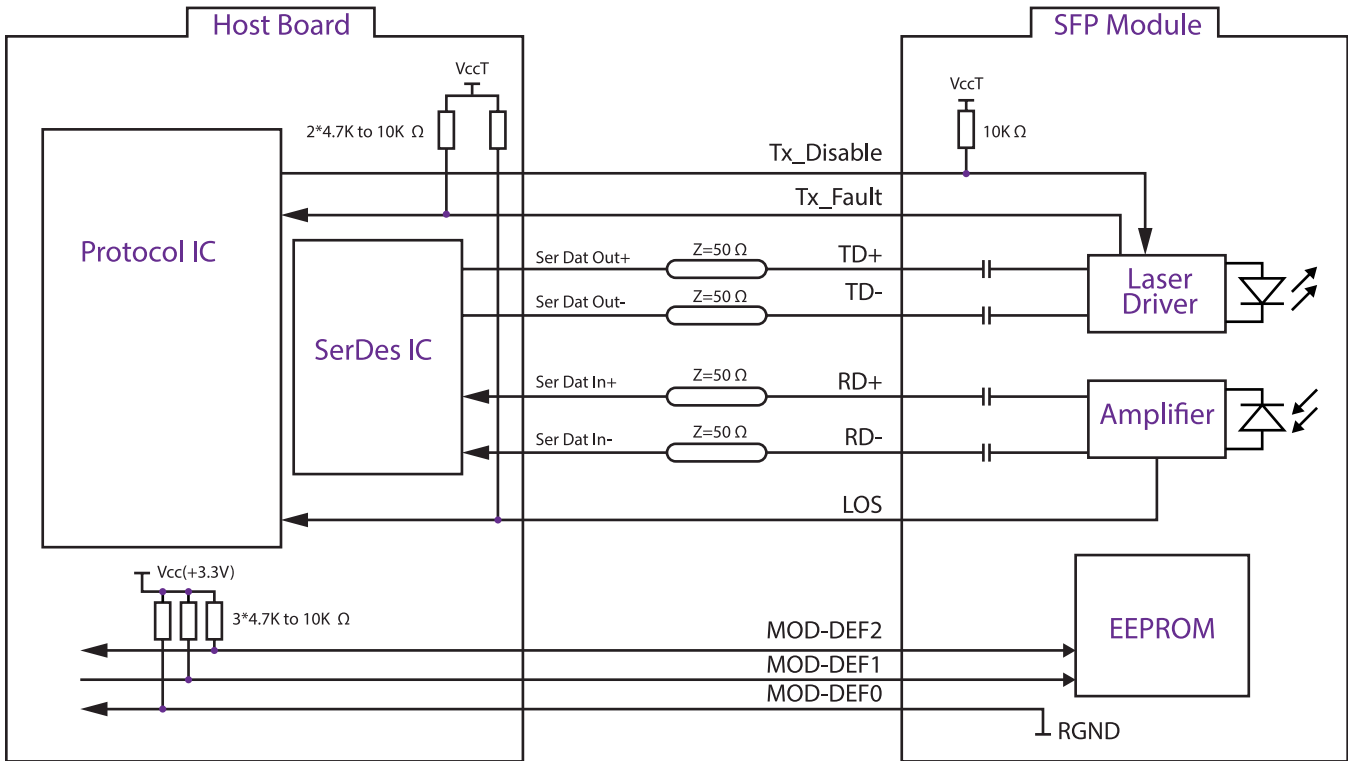 Host Board
SFP Module
VccT
VccT
2*4.7K to 10K Ω
10K Ω
Tx_Disable
Tx_Fault
Protocol IC
Ser Dat Out+
Z=50 Ω
TD+
Ser Dat Out-
Z=50 Ω
TD-
Laser
Driver
SerDes IC
Ser Dat In+
Z=50 Ω
RD+
Ser Dat In-
Z=50 Ω
RD-
Amplifier
LOS
Vcc(+3.3V)
3*4.7K to 10K Ω
MOD-DEF2
MOD-DEF1
MOD-DEF0
EEPROM
RGND